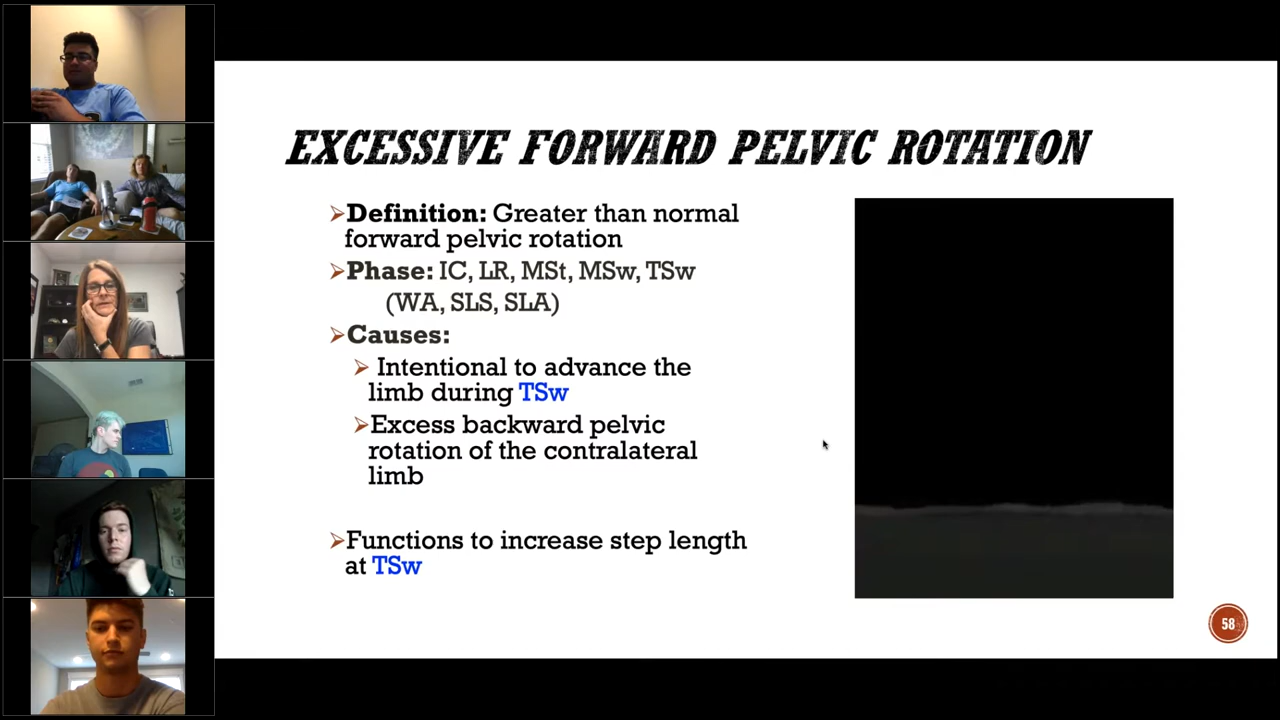 EXCESSIVE FORWARD PELVIC ROTATION
➢Definition: Greater than normal
forward pelvic rotation
➢Phase: IC, LR, MSt, MSw, TSw
(WA, SLS, SLA)
➢Causes:
➢ Intentional to advance the
limb during TSw
➢Excess backward pelvic
rotation of the contralateral
limb
➢Functions to increase step length
at TSw
58